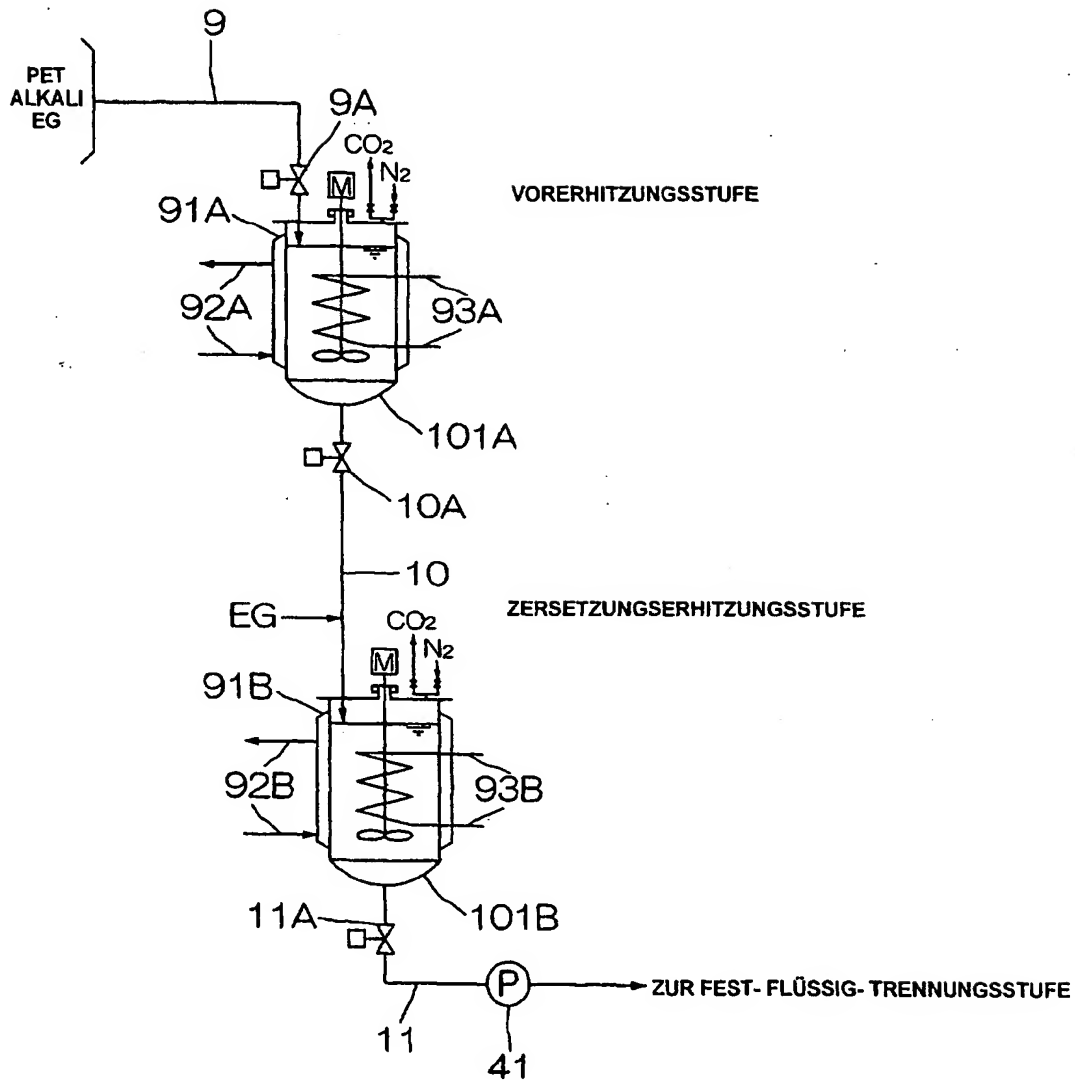 9
PET
ALKALI
EG
9A
CO2
N2
M
VORERHITZUNGSSTUFE
91A
92A
93A
101A
10A
10
EG
ZERSETZUNGSERHITZUNGSSTUFE
CO2
N2
M
91B
92B
93B
101B
11A
P
ZUR FEST- FLÜSSIG- TRENNUNGSSTUFE
11
41